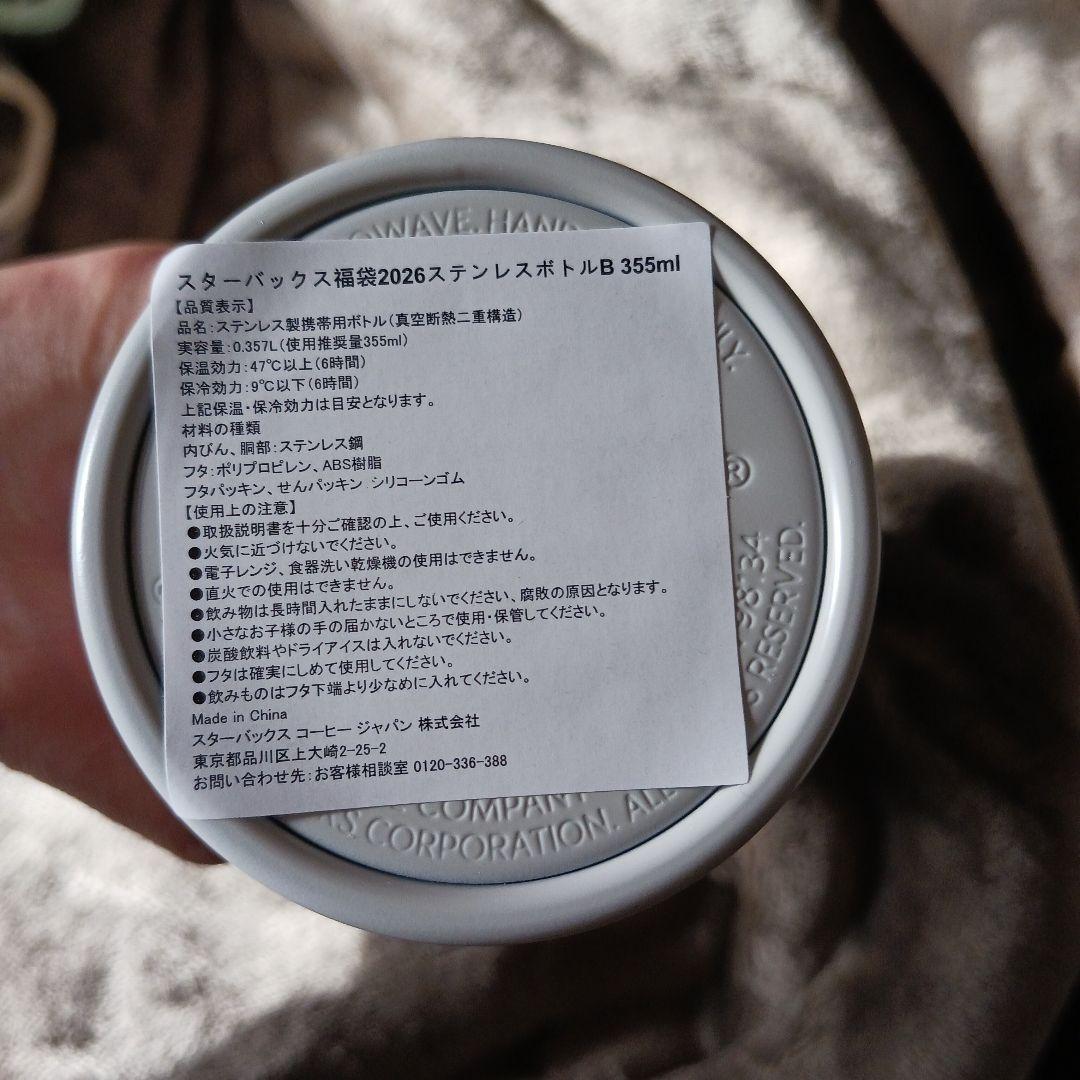 スターバックス福袋2026ステンレスボトルB 355ml
【品質表示】
品名:ステンレス製携帯用ボトル(真空断熱二重構造)
実容量:0.357L(使用推奨量355ml)
保温効力:47℃以上(6時間)
保冷効力:9℃以下(6時間)
上記保温・保冷効力は目安となります。
材料の種類
内びん、胴部:ステンレス鋼
フタ:ポリプロピレン、ABS樹脂
フタパッキン、せんパッキン シリコーンゴム
【使用上の注意】
●取扱説明書を十分ご確認の上、ご使用ください。
●火気に近づけないでください。
●電子レンジ、食器洗い乾燥機の使用はできません。
●直火での使用はできません。
●飲み物は長時間入れたままにしないでください、腐敗の原因となります。
●小さなお子様の手の届かないところで使用・保管してください。
●炭酸飲料やドライアイスは入れないでください。
●フタは確実にしめて使用してください。
●飲みものはフタ下端より少なめに入れてください。
Made in China
スターバックス コーヒー ジャパン 株式会社
東京都品川区上大崎2-25-2
お問い合わせ先:お客様相談室 0120-336-388
®
98'34
RESERVED.
COMPANY
CORPORATION. ALL